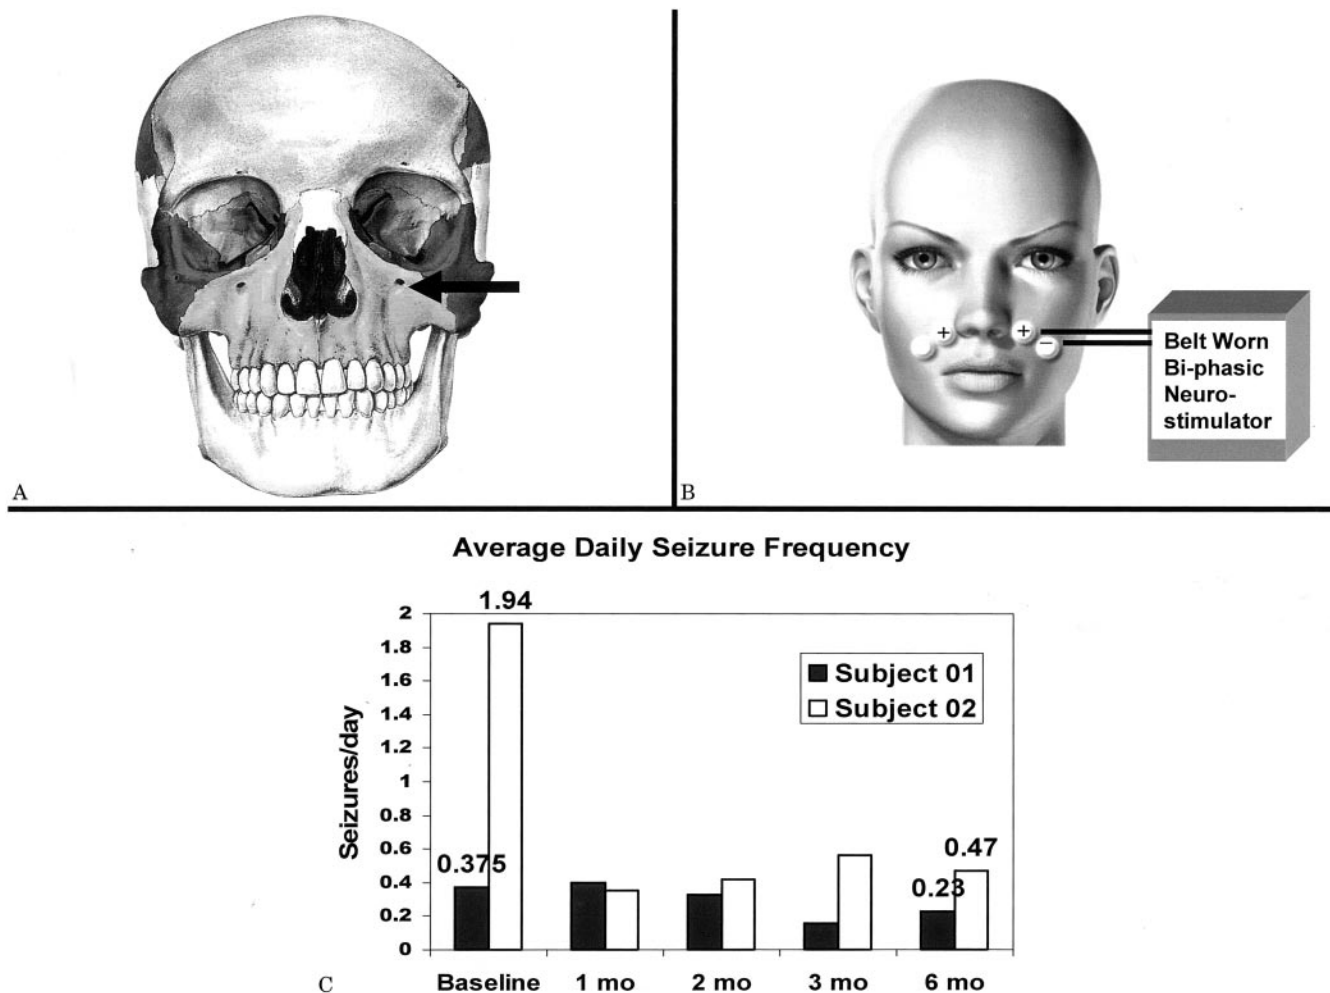 A
+
+
−
Belt Worn
Bi-phasic
Neuro-
stimulator
B
Average Daily Seizure Frequency
Seizures/day
2
1.8
1.6
1.4
1.2
1
0.8
0.6
0.4
0.2
0
1.94
0.375
0.47
0.23
Subject 01
Subject 02
Baseline 1 mo 2 mo 3 mo 6 mo
C